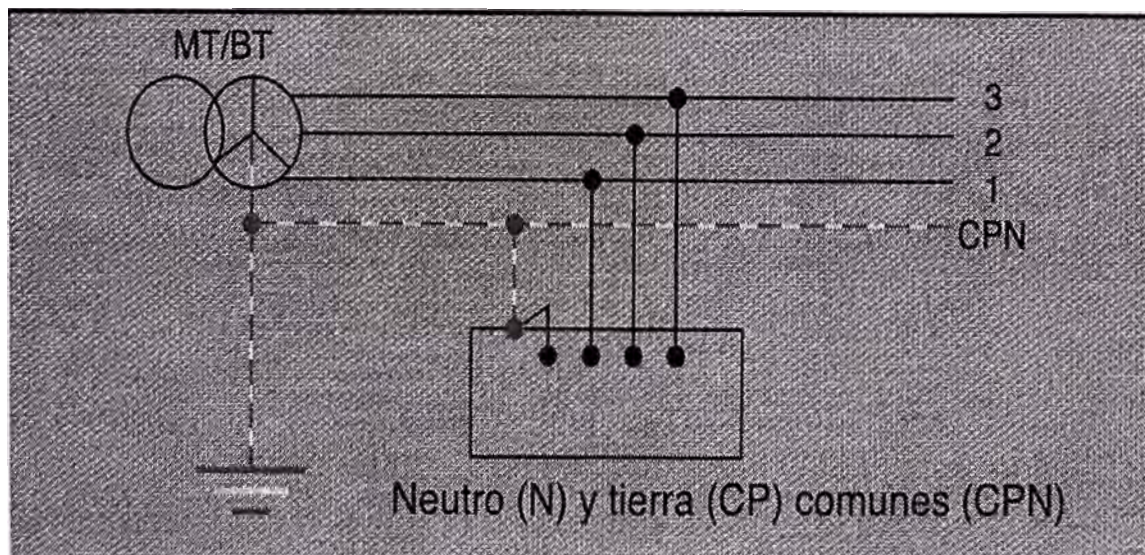 MT/BT
3
2
1
CPN
Neutro (N) y tierra (CP) comunes (CPN)